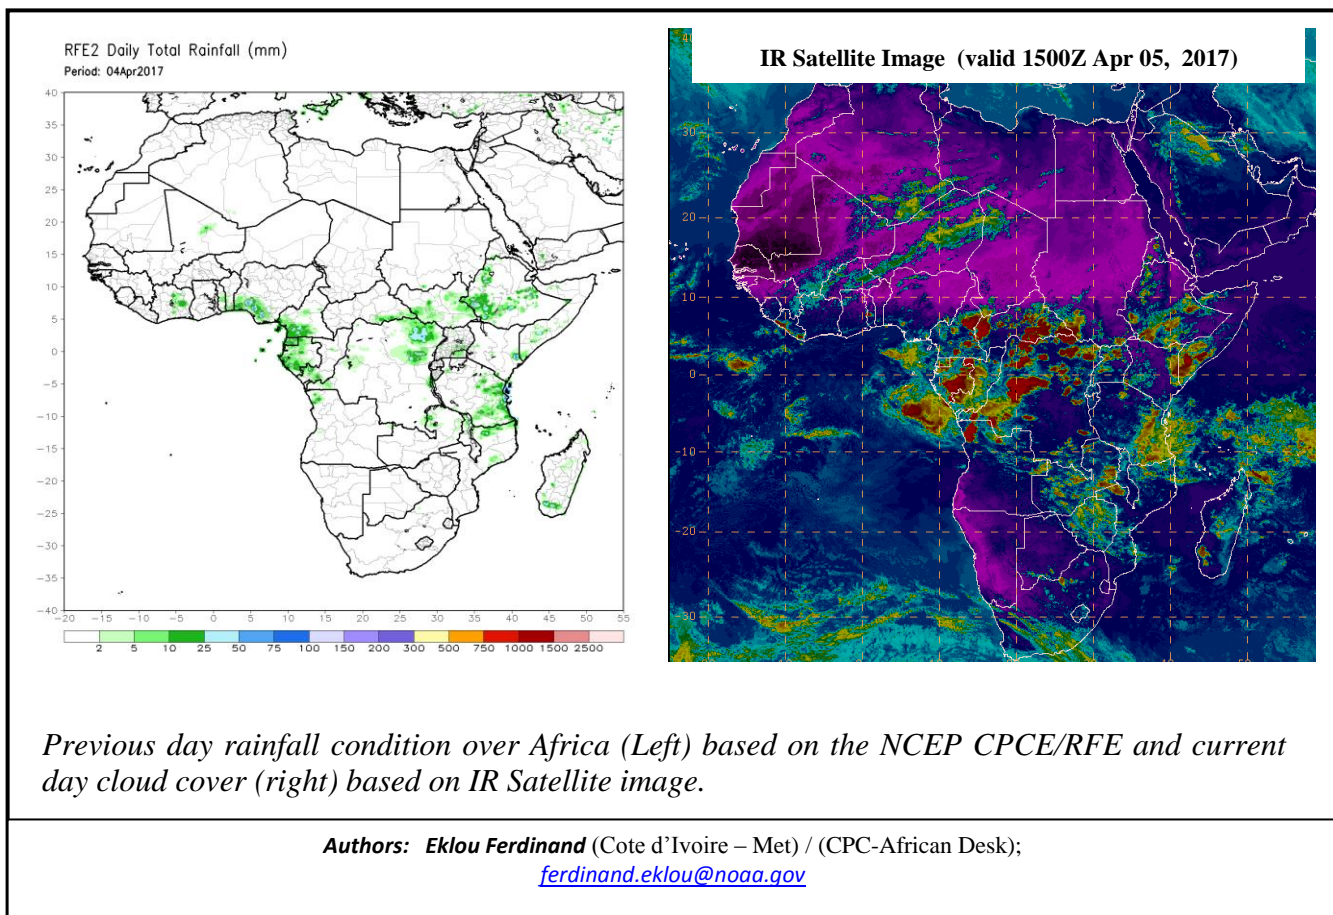 RFE2 Daily Total Rainfall (mm)
Period: 04Apr2017
40
35
30
25
20
15
10
5
0
−5
−10
−15
−20
−25
−30
−35
−40
−20 −15 −10 −5 0 5 10 15 20 25 30 35 40 45 50 55
2 5 10 25 50 75 100 150 200 300 500 750 1000 1500 2500
IR Satellite Image (valid 1500Z Apr 05, 2017)
30
20
10
0
-10
-20
-30
Previous day rainfall condition over Africa (Left) based on the NCEP CPCE/RFE and current
day cloud cover (right) based on IR Satellite image.
Authors: Eklou Ferdinand (Cote d’Ivoire – Met) / (CPC-African Desk);
ferdinand.eklou@noaa.gov